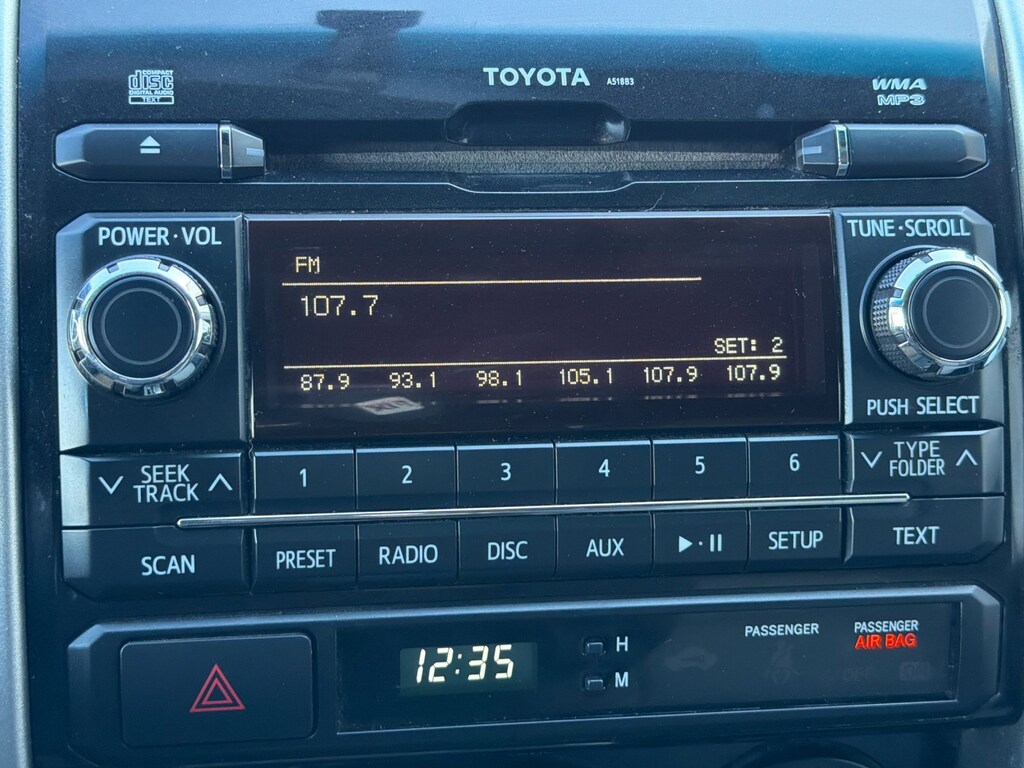 COMPACT
disc
DIGITAL AUDIO
TEXT
TOYOTA A518B3
WMA
MP3
POWER·VOL
TUNE·SCROLL
FM
107.7
SET: 2
87.9 93.1 98.1 105.1 107.9 107.9
PUSH SELECT
SEEK
TRACK
1 2 3 4 5 6
TYPE
FOLDER
SCAN PRESET RADIO DISC AUX SETUP TEXT
PASSENGER
PASSENGER
AIR BAG
12:35
H
M